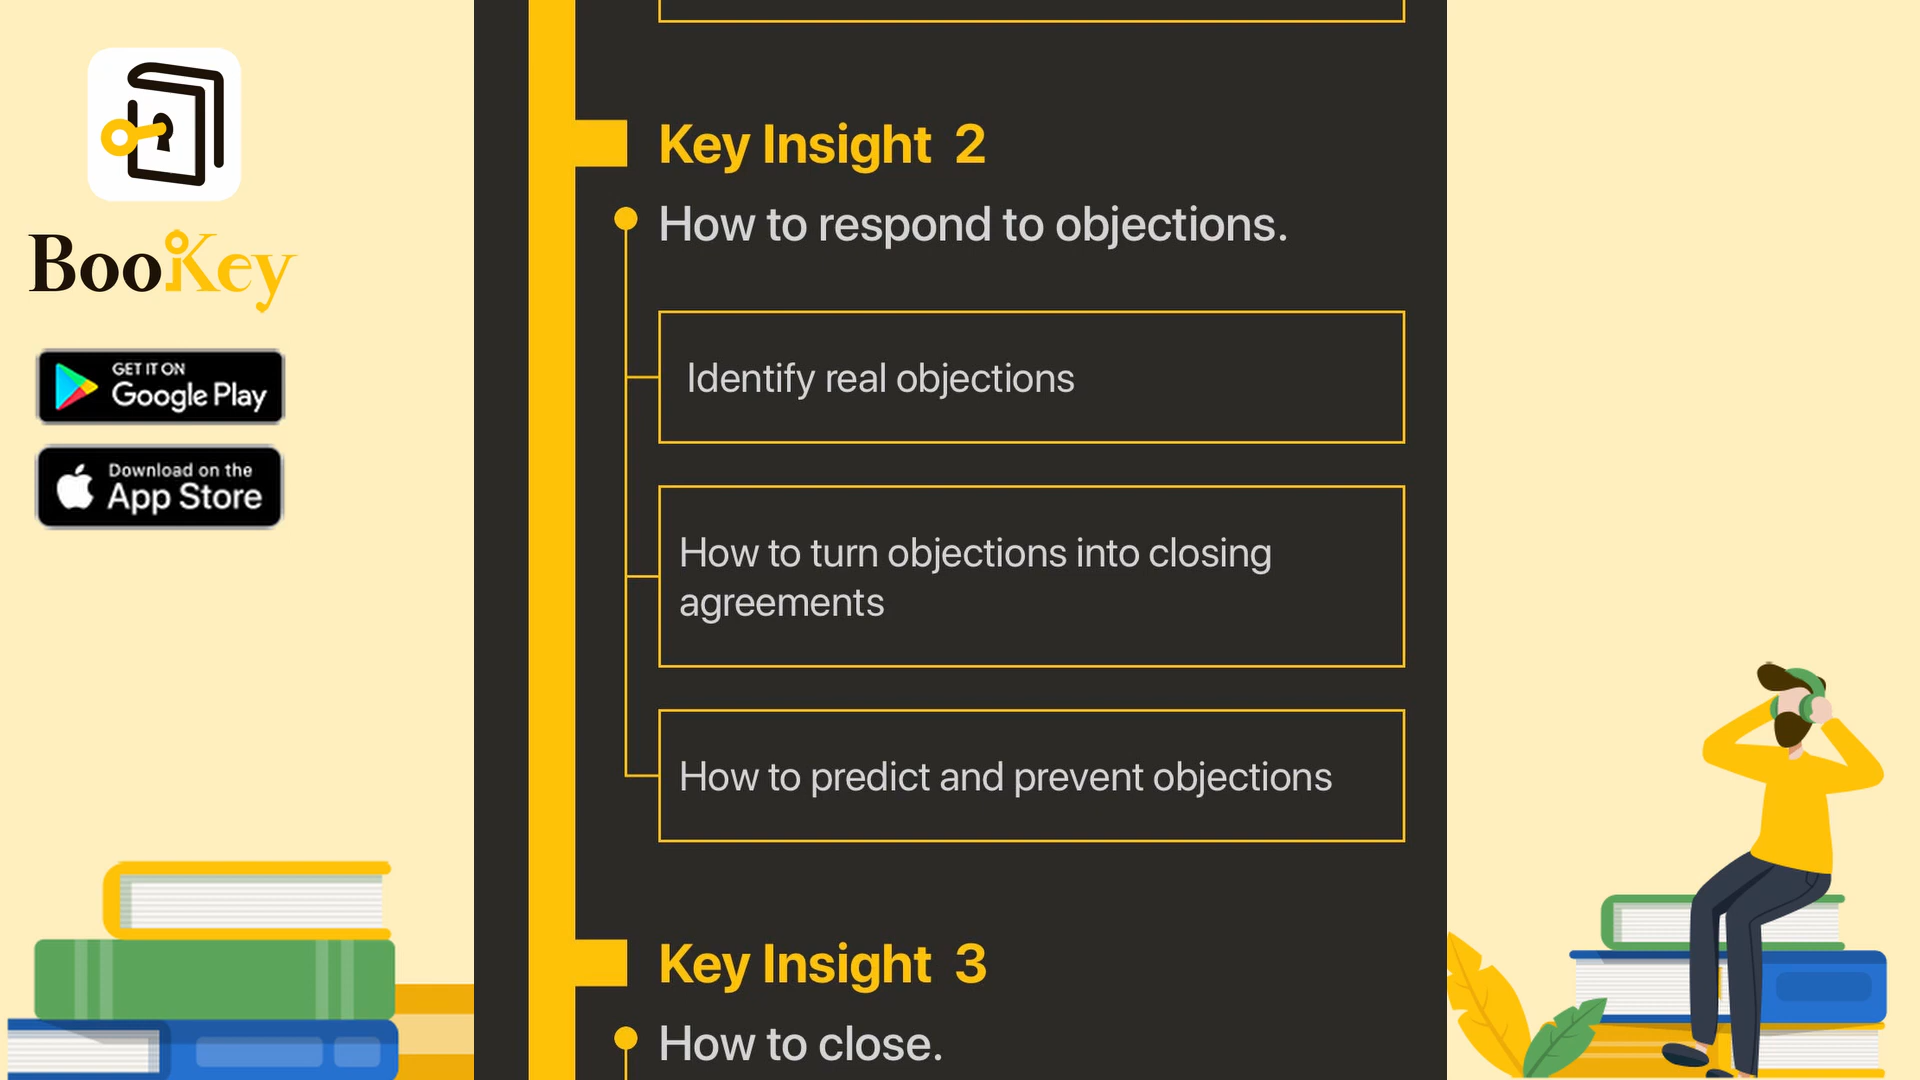 BooKey
GET IT ON
Google Play
Download on the
App Store
Key Insight 2
How to respond to objections.
Identify real objections
How to turn objections into closing
agreements
How to predict and prevent objections
Key Insight 3
How to close.